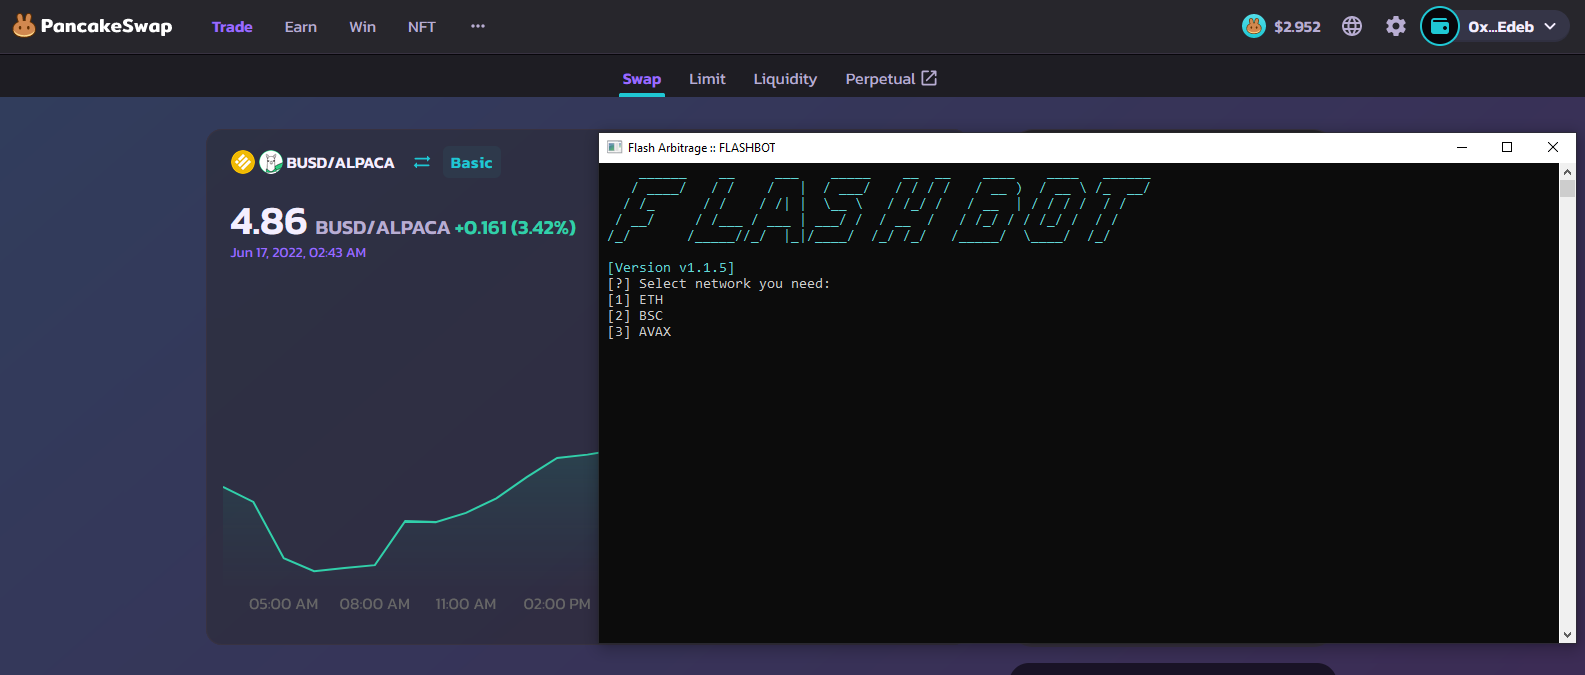 PancakeSwap Trade Earn Win NFT ··· $2.952 0x...Edeb
Swap Limit Liquidity Perpetual
BUSD/ALPACA Basic
4.86 BUSD/ALPACA +0.161 (3.42%)
Jun 17, 2022, 02:43 AM
05:00 AM 08:00 AM 11:00 AM 02:00 PM
Flash Arbitrage :: FLASHBOT
FLASHBOT
[Version v1.1.5]
[?] Select network you need:
[1] ETH
[2] BSC
[3] AVAX